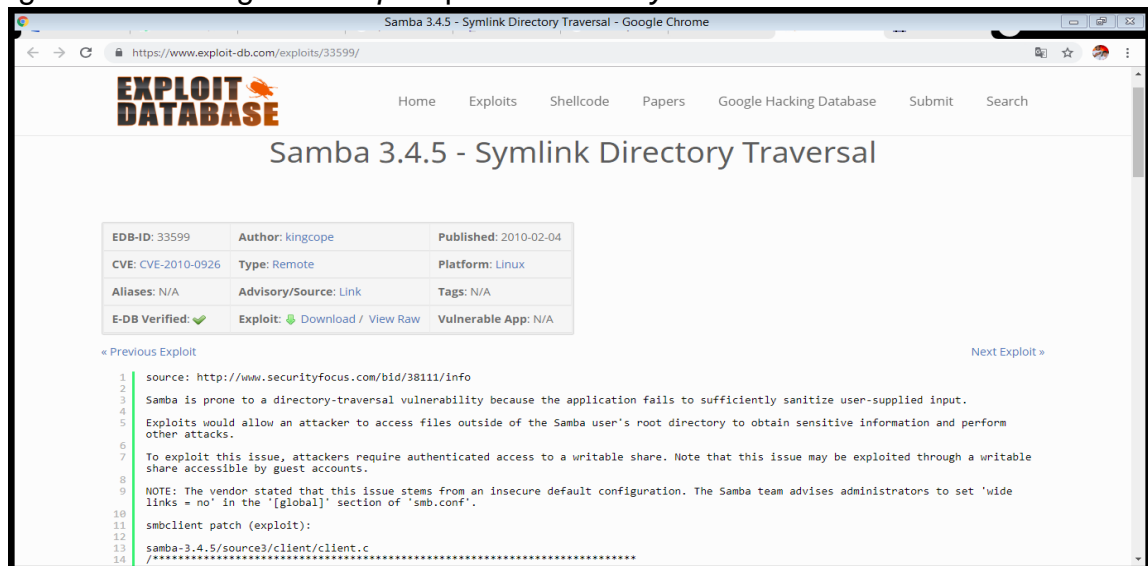 Samba 3.4.5 - Symlink Directory Traversal - Google Chrome
https://www.exploit-db.com/exploits/33599/
EXPLOIT DATABASE
Home Exploits Shellcode Papers Google Hacking Database Submit Search
Samba 3.4.5 - Symlink Directory Traversal
EDB-ID: 33599 Author: kingcope Published: 2010-02-04
CVE: CVE-2010-0926 Type: Remote Platform: Linux
Aliases: N/A Advisory/Source: Link Tags: N/A
E-DB Verified: Exploit: Download / View Raw Vulnerable App: N/A
« Previous Exploit Next Exploit »
1 source: http://www.securityfocus.com/bid/38111/info
2
3 Samba is prone to a directory-traversal vulnerability because the application fails to sufficiently sanitize user-supplied input.
4
5 Exploits would allow an attacker to access files outside of the Samba user's root directory to obtain sensitive information and perform
other attacks.
6
7 To exploit this issue, attackers require authenticated access to a writable share. Note that this issue may be exploited through a writable
share accessible by guest accounts.
8
9 NOTE: The vendor stated that this issue stems from an insecure default configuration. The Samba team advises administrators to set 'wide
links = no' in the '[global]' section of 'smb.conf'.
10
11 smbclient patch (exploit):
12
13 samba-3.4.5/source3/client/client.c
14 /****************************************************************************